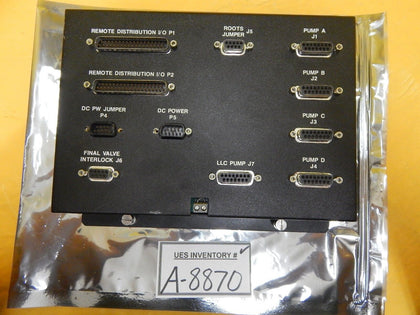 REMOTE DISTRIBUTION I/O P1
ROOTS J5
JUMPER
PUMP A
J1
REMOTE DISTRIBUTION I/O P2
PUMP B
J2
DC PW JUMPER
P4
DC POWER
P5
PUMP C
J3
FINAL VALVE
INTERLOCK J6
LLC PUMP J7
PUMP D
J4
UES INVENTORY #
A-8870